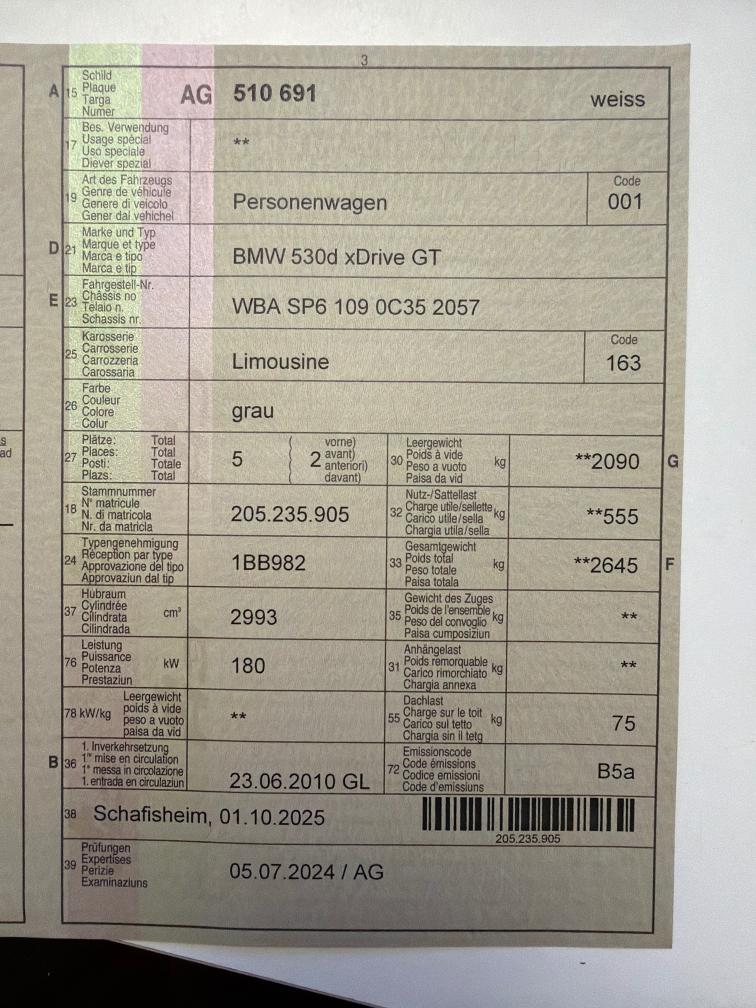 3
A 15 Schild
Plaque
Targa
Numer
AG 510 691 weiss
17 Bes. Verwendung
Usage spécial
Uso speciale
Diever spezial
**
19 Art des Fahrzeugs
Genre de véhicule
Genere di veicolo
Gener dal vehichel
Personenwagen
Code
001
D 21 Marke und Typ
Marque et type
Marca e tipo
Marca e tip
BMW 530d xDrive GT
E 23 Fahrgestell-Nr.
Châssis no
Telaio n.
Schassis nr.
WBA SP6 109 0C35 2057
25 Karosserie
Carrosserie
Carrozzeria
Carossaria
Limousine
Code
163
26 Farbe
Couleur
Colore
Colur
grau
27 Plätze: Total
Places: Total
Posti: Totale
Plazs: Total
5
2
vorne)
avant)
anteriori)
davant)
30 Leergewicht
Poids à vide
Peso a vuoto
Paisa da vid
kg
**2090
G
18 Stammnummer
N° matricule
N. di matricola
Nr. da matricla
205.235.905
32 Nutz-/Sattellast
Charge utile/sellette
Carico utile/sella
Chargia utila/sella
kg
**555
24 Typengenehmigung
Réception par type
Approvazione del tipo
Approvaziun dal tip
1BB982
33 Gesamtgewicht
Poids total
Peso totale
Paisa totala
kg
**2645
F
37 Hubraum
Cylindrée
Cilindrata
Cilindrada
cm³
2993
35 Gewicht des Zuges
Poids de l'ensemble
Peso del convoglio
Paisa cumposiziun
kg
**
76 Leistung
Puissance
Potenza
Prestaziun
kW
180
31 Anhängelast
Poids remorquable
Carico rimorchiato
Chargia annexa
kg
**
78 kW/kg
Leergewicht
poids à vide
peso a vuoto
paisa da vid
**
55 Dachlast
Charge sur le toit
Carico sul tetto
Chargia sin il tetg
kg
75
B 36 1. Inverkehrsetzung
1re mise en circulation
1a messa in circolazione
1. entrada en circulaziun
23.06.2010 GL
72 Emissionscode
Code émissions
Codice emissioni
Code d'emissiuns
B5a
38 Schafisheim, 01.10.2025
205.235.905
39 Prüfungen
Expertises
Perizie
Examinaziuns
05.07.2024 / AG
s
ad